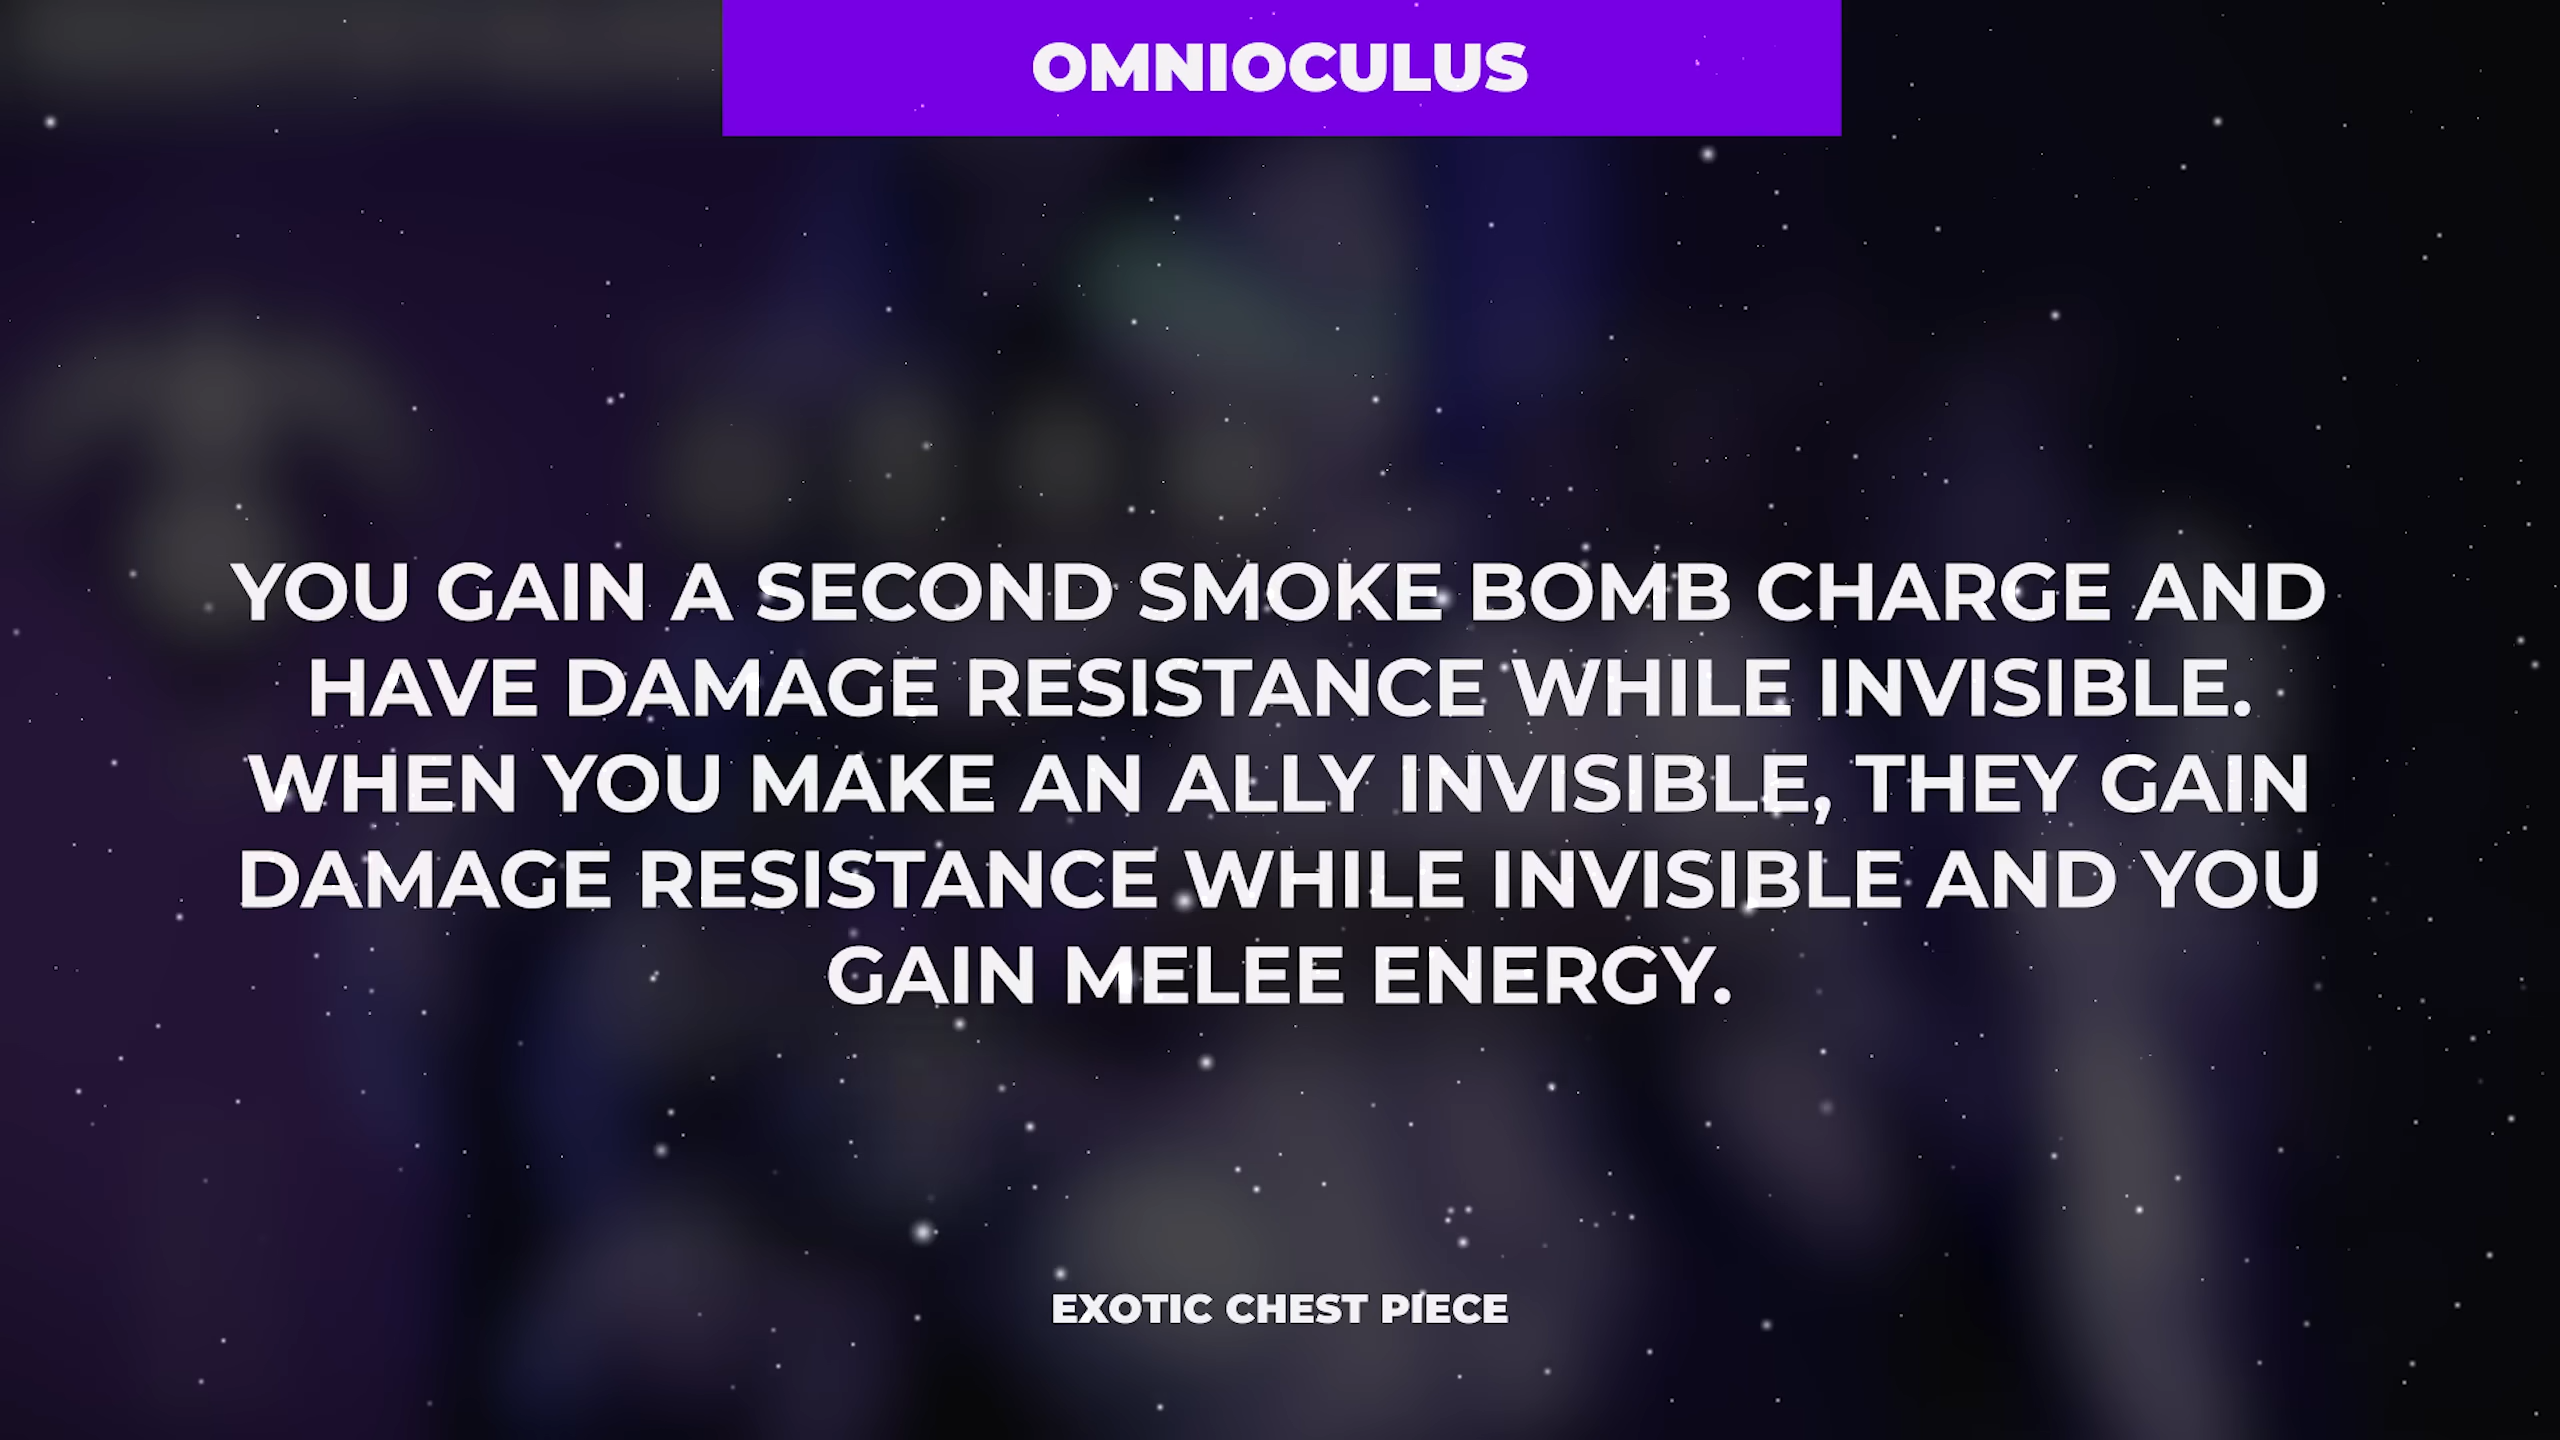 OMNIOCULUS
YOU GAIN A SECOND SMOKE BOMB CHARGE AND
HAVE DAMAGE RESISTANCE WHILE INVISIBLE.
WHEN YOU MAKE AN ALLY INVISIBLE, THEY GAIN
DAMAGE RESISTANCE WHILE INVISIBLE AND YOU
GAIN MELEE ENERGY.
EXOTIC CHEST PIECE